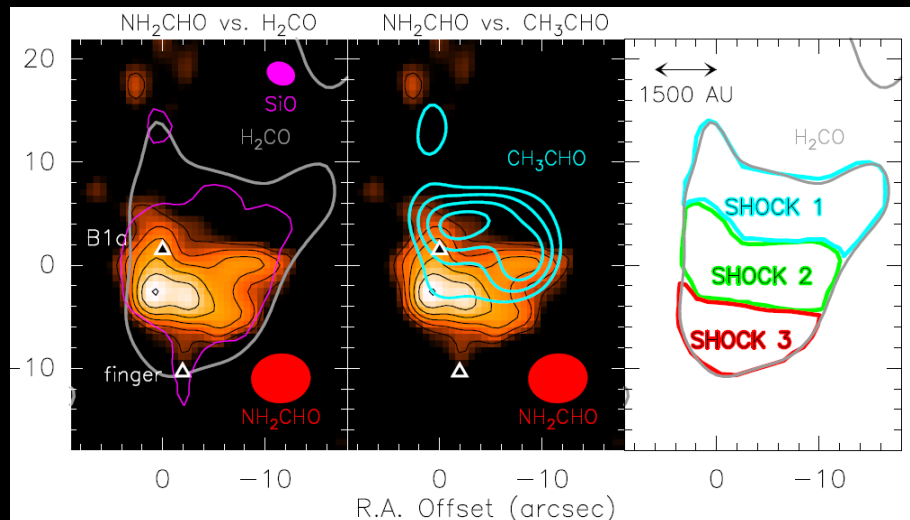 NH₂CHO vs. H₂CO
NH₂CHO vs. CH₃CHO
20
10
0
−10
SiO
H₂CO
B1a
finger
NH₂CHO
CH₃CHO
NH₂CHO
1500 AU
H₂CO
SHOCK 1
SHOCK 2
SHOCK 3
0 −10 0 −10 0 −10
R.A. Offset (arcsec)